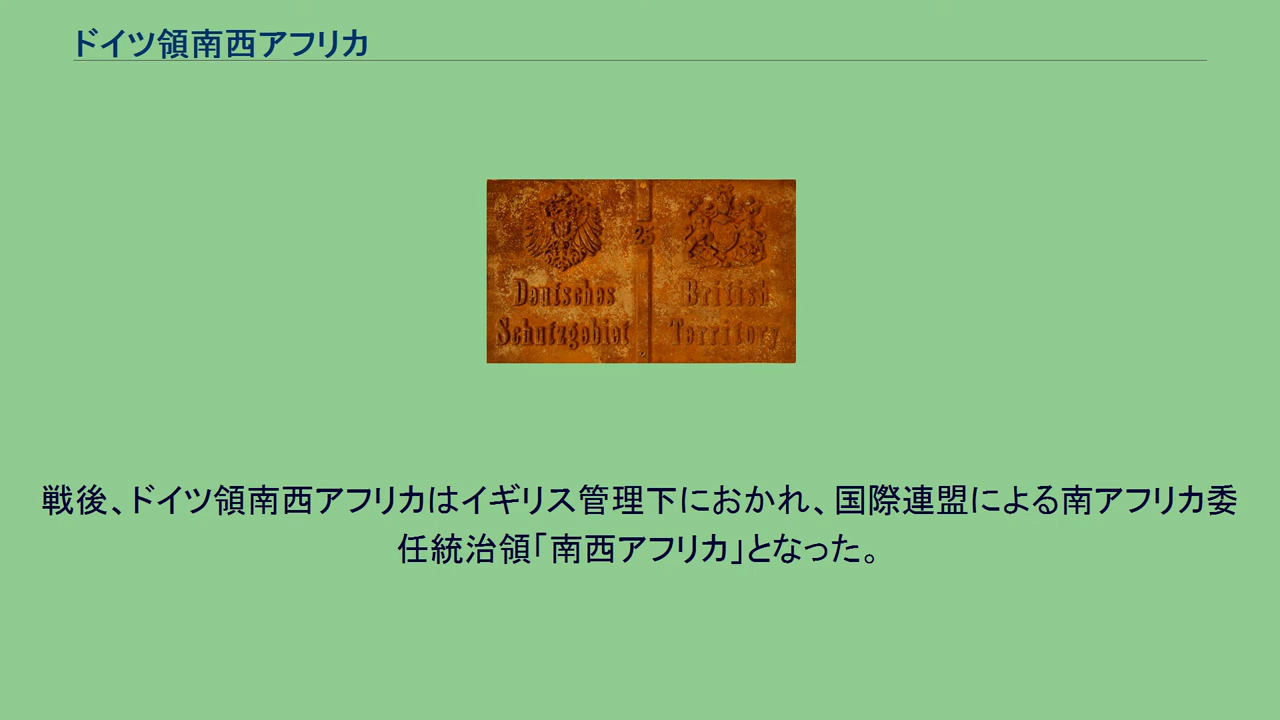 ドイツ領南西アフリカ
25
Deutsches
Schutzgebiet
British
Territory
戦後、ドイツ領南西アフリカはイギリス管理下におかれ、国際連盟による南アフリカ委
任統治領「南西アフリカ」となった。